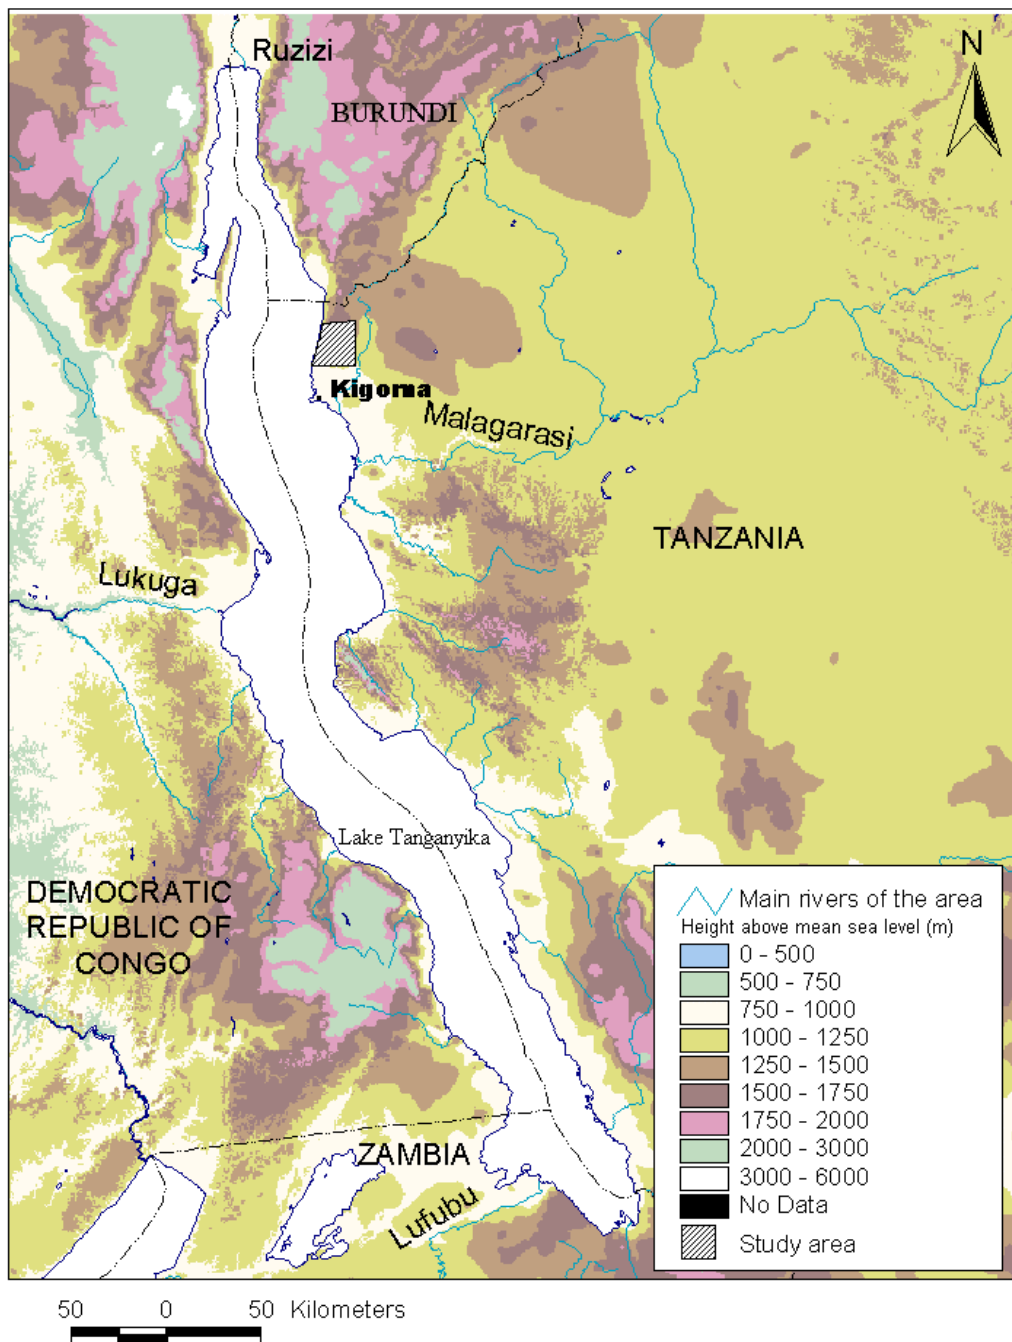 Ruzizi
N
BURUNDI
Kigoma
Malagarasi
TANZANIA
Lukuga
Lake Tanganyika
DEMOCRATIC
REPUBLIC OF
CONGO
ZAMBIA
Lufubu
Main rivers of the area
Height above mean sea level (m)
0 - 500
500 - 750
750 - 1000
1000 - 1250
1250 - 1500
1500 - 1750
1750 - 2000
2000 - 3000
3000 - 6000
No Data
Study area
50 0 50 Kilometers